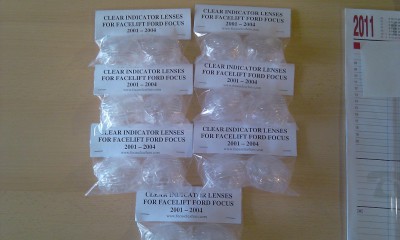 CLEAR INDICATOR LENSES
FOR FACELIFT FORD FOCUS
2001 – 2004
CLEAR INDICATOR LENSES
FOR FACELIFT FORD FOCUS
2001 – 2004
CLEAR INDICATOR LENSES
FOR FACELIFT FORD FOCUS
2001 – 2004
CLEAR INDICATOR LENSES
FOR FACELIFT FORD FOCUS
2001 – 2004
CLEAR INDICATOR LENSES
FOR FACELIFT FORD FOCUS
2001 – 2004
CLEAR INDICATOR LENSES
FOR FACELIFT FORD FOCUS
2001 – 2004
CLEAR INDICATOR LENSES
FOR FACELIFT FORD FOCUS
2001 – 2004
2011